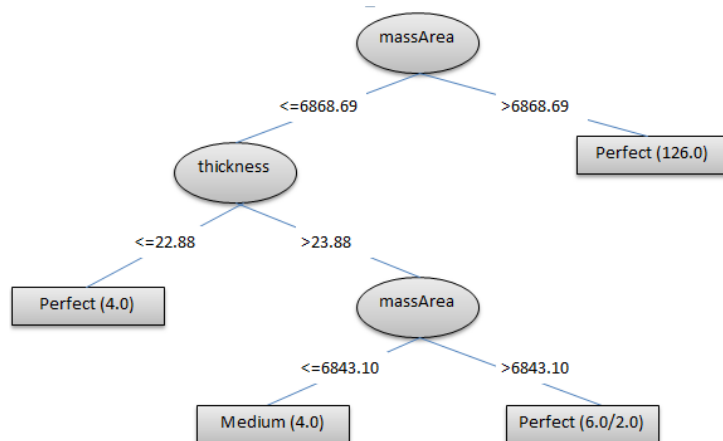 massArea
<=6868.69
>6868.69
thickness
Perfect (126.0)
<=22.88
>23.88
Perfect (4.0)
massArea
<=6843.10
>6843.10
Medium (4.0)
Perfect (6.0/2.0)